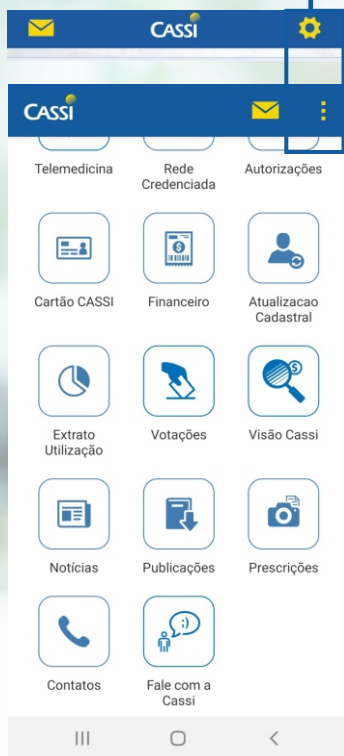 CASSI
CASSI
Telemedicina
Rede
Credenciada
Autorizações
Cartão CASSI
Financeiro
Atualizacao
Cadastral
Extrato
Utilização
Votações
Visão Cassi
Notícias
Publicações
Prescrições
Contatos
Fale com a
Cassi